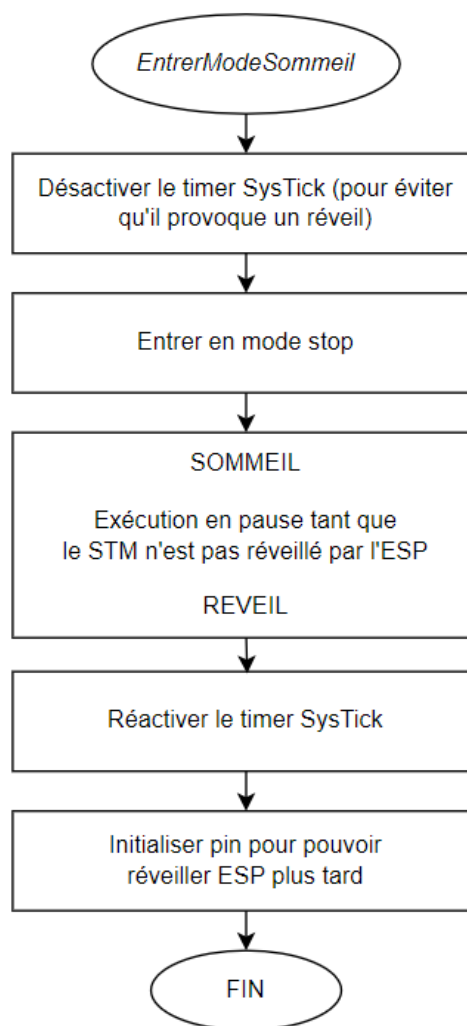 EntrerModeSommeil
Désactiver le timer SysTick (pour éviter
qu'il provoque un réveil)
Entrer en mode stop
SOMMEIL
Exécution en pause tant que
le STM n'est pas réveillé par l'ESP
REVEIL
Réactiver le timer SysTick
Initialiser pin pour pouvoir
réveiller ESP plus tard
FIN